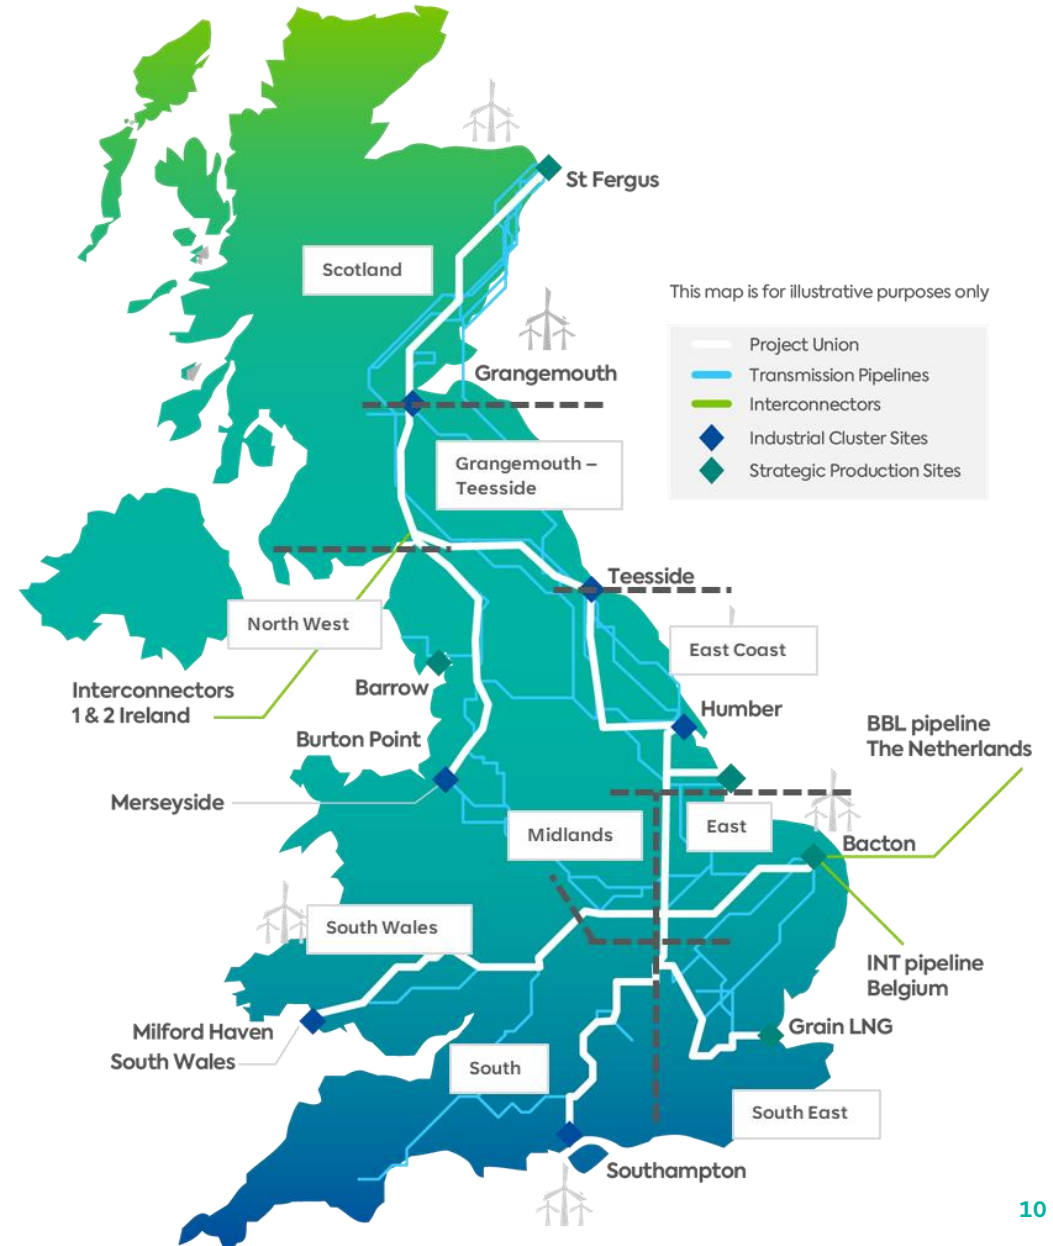 St Fergus
Scotland
This map is for illustrative purposes only
Project Union
Transmission Pipelines
Interconnectors
Industrial Cluster Sites
Strategic Production Sites
Grangemouth
Grangemouth –
Teesside
Teesside
North West
East Coast
Interconnectors
1 & 2 Ireland
Barrow
Humber
Burton Point
BBL pipeline
The Netherlands
Merseyside
Midlands
East
Bacton
South Wales
INT pipeline
Belgium
Milford Haven
South Wales
Grain LNG
South
South East
Southampton
10